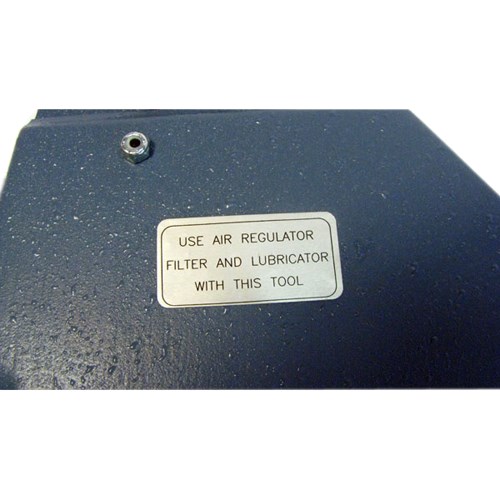 USE AIR REGULATOR
FILTER AND LUBRICATOR
WITH THIS TOOL